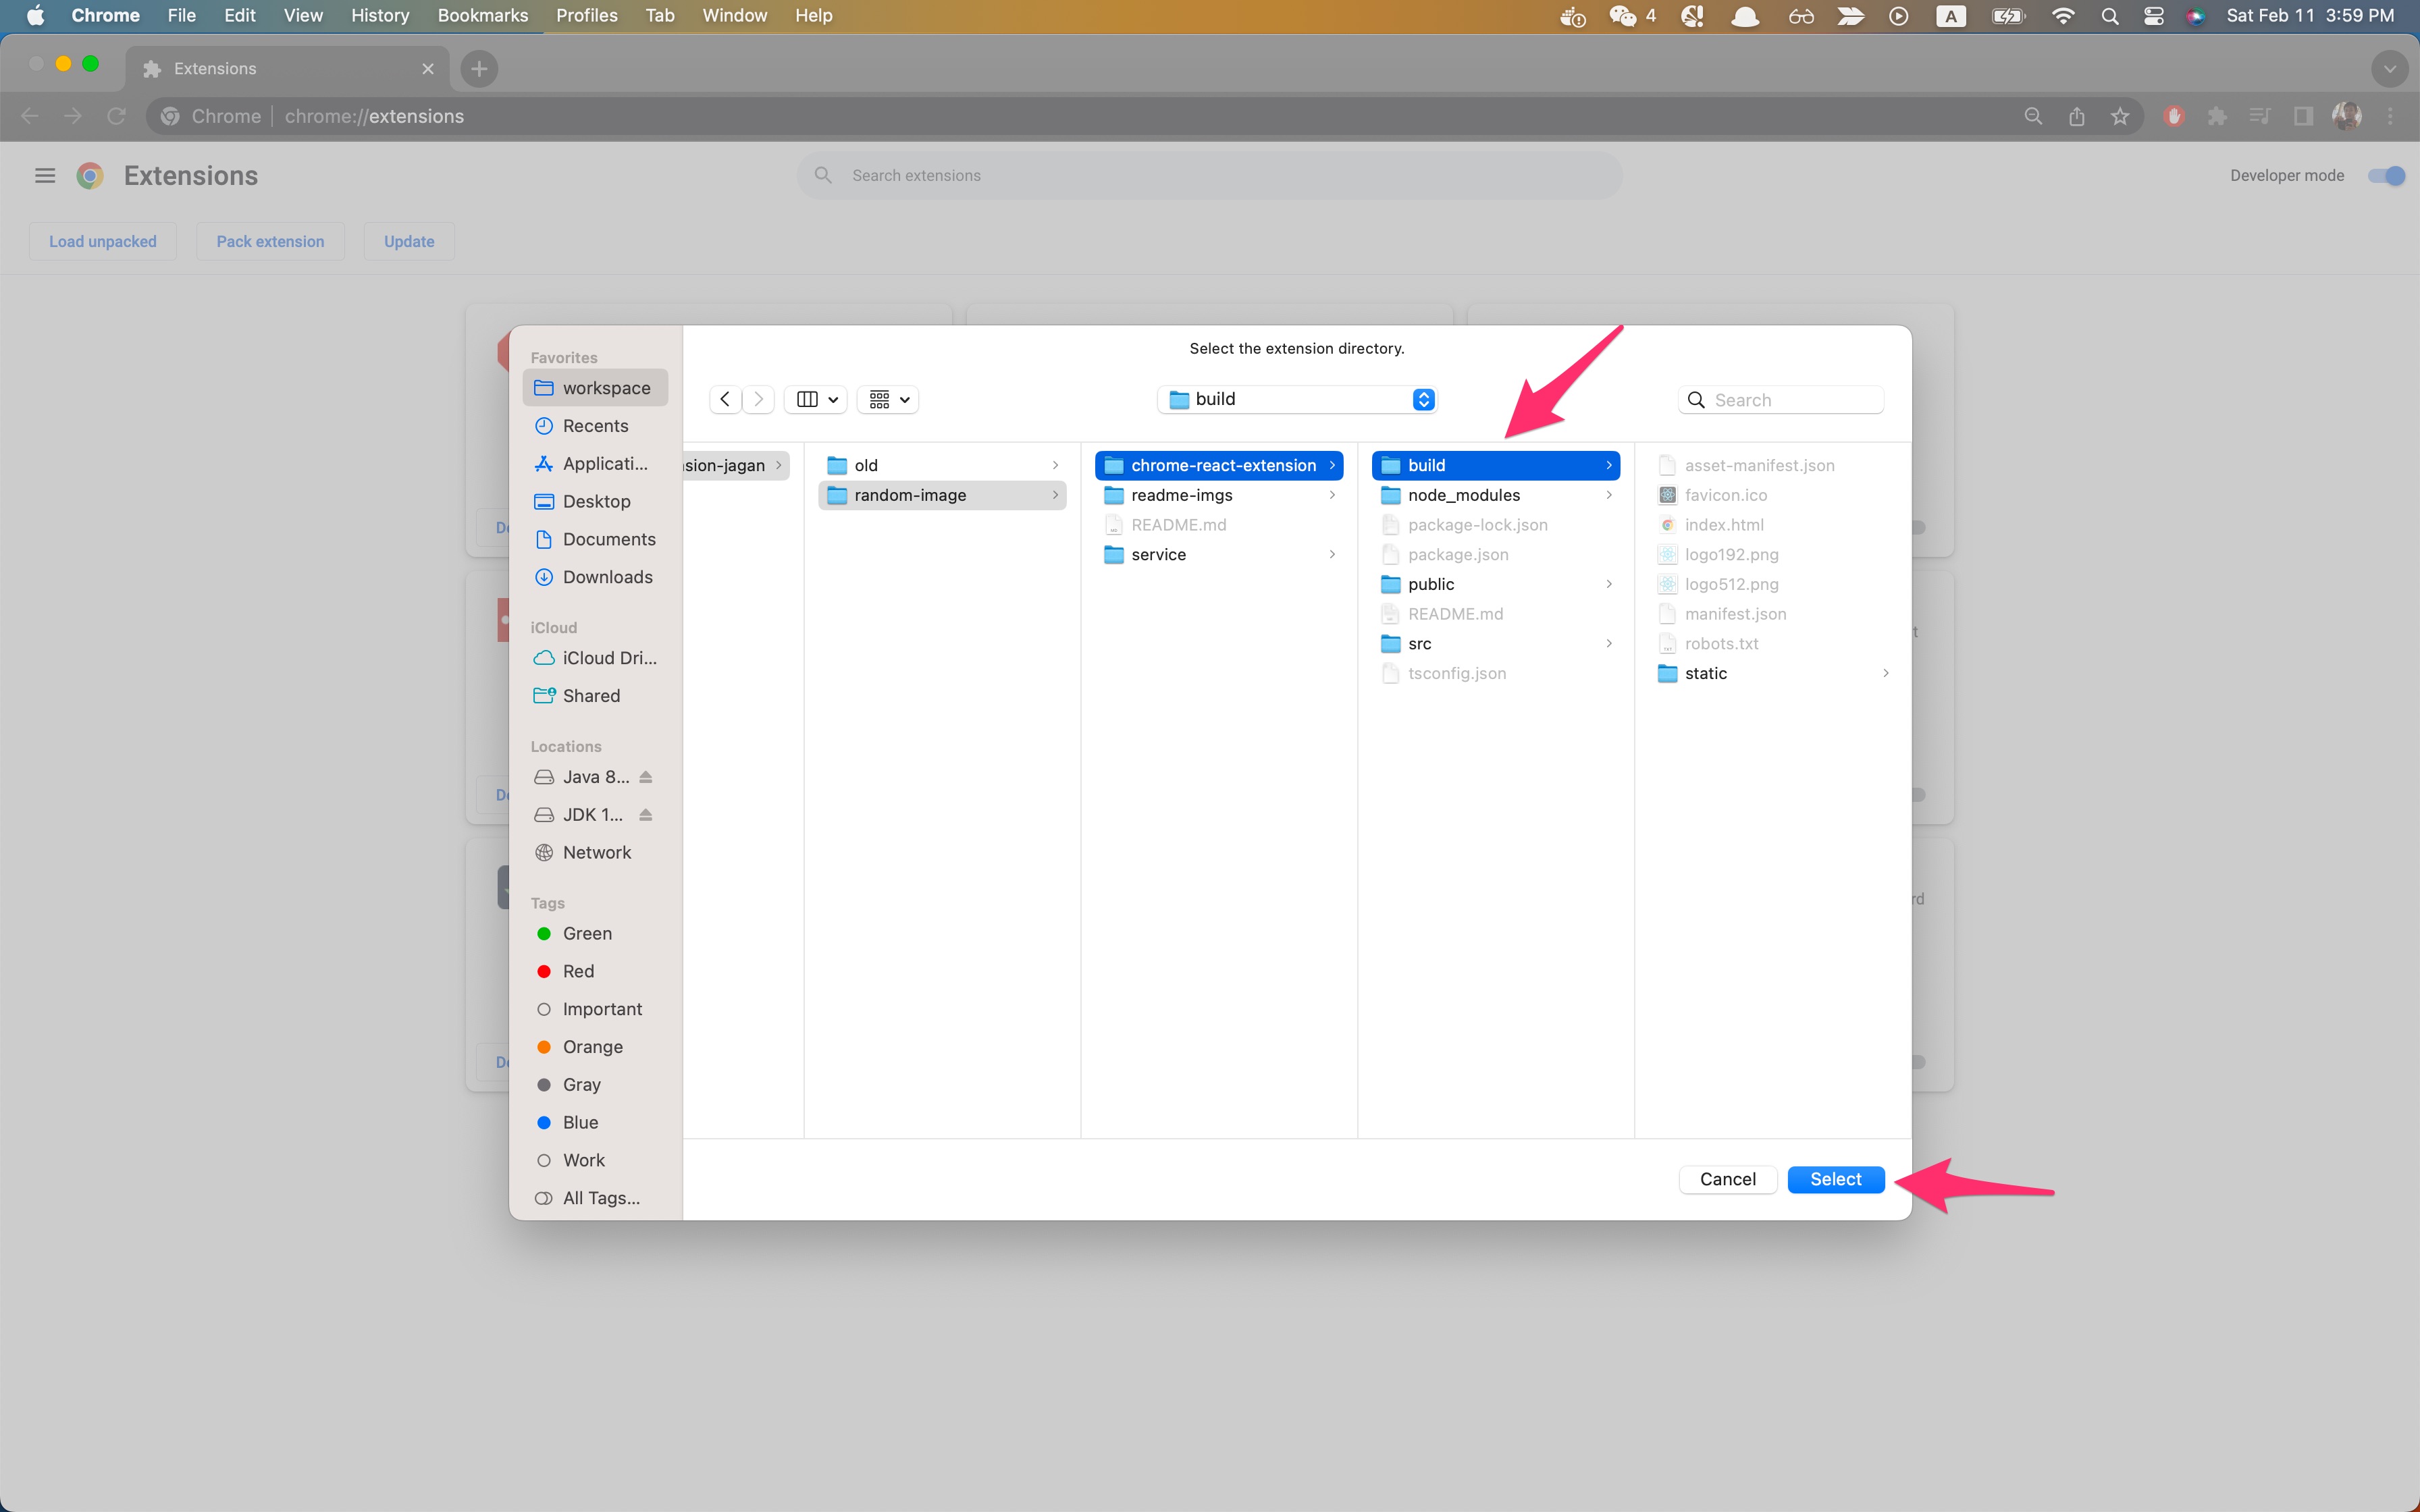 Chrome File Edit View History Bookmarks Profiles Tab Window Help 4 A Sat Feb 11 3:59 PM
Extensions
Chrome | chrome://extensions
Extensions Search extensions Developer mode
Load unpacked Pack extension Update
Select the extension directory.
build Search
Favorites
workspace
Recents
Applicati...
Desktop
Documents
Downloads
iCloud
iCloud Dri...
Shared
Locations
Java 8...
JDK 1...
Network
Tags
Green
Red
Important
Orange
Gray
Blue
Work
All Tags...
sion-jagan
old
random-image
chrome-react-extension
readme-imgs
README.md
service
build
node_modules
package-lock.json
package.json
public
README.md
src
tsconfig.json
asset-manifest.json
favicon.ico
index.html
logo192.png
logo512.png
manifest.json
robots.txt
static
Cancel Select